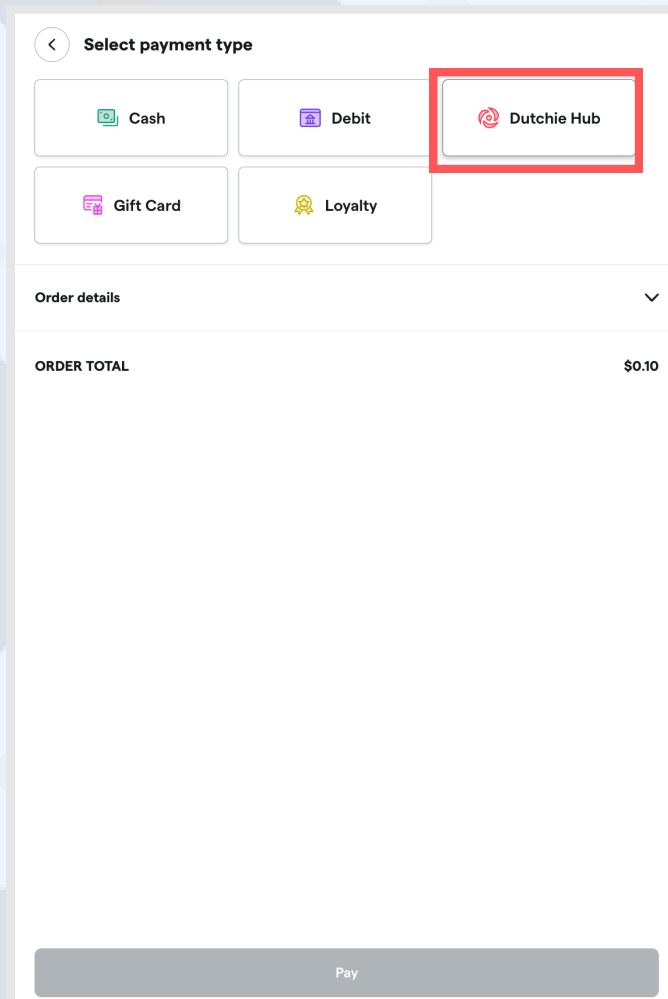 Select payment type
Cash
Debit
Dutchie Hub
Gift Card
Loyalty
Order details
ORDER TOTAL $0.10
Pay